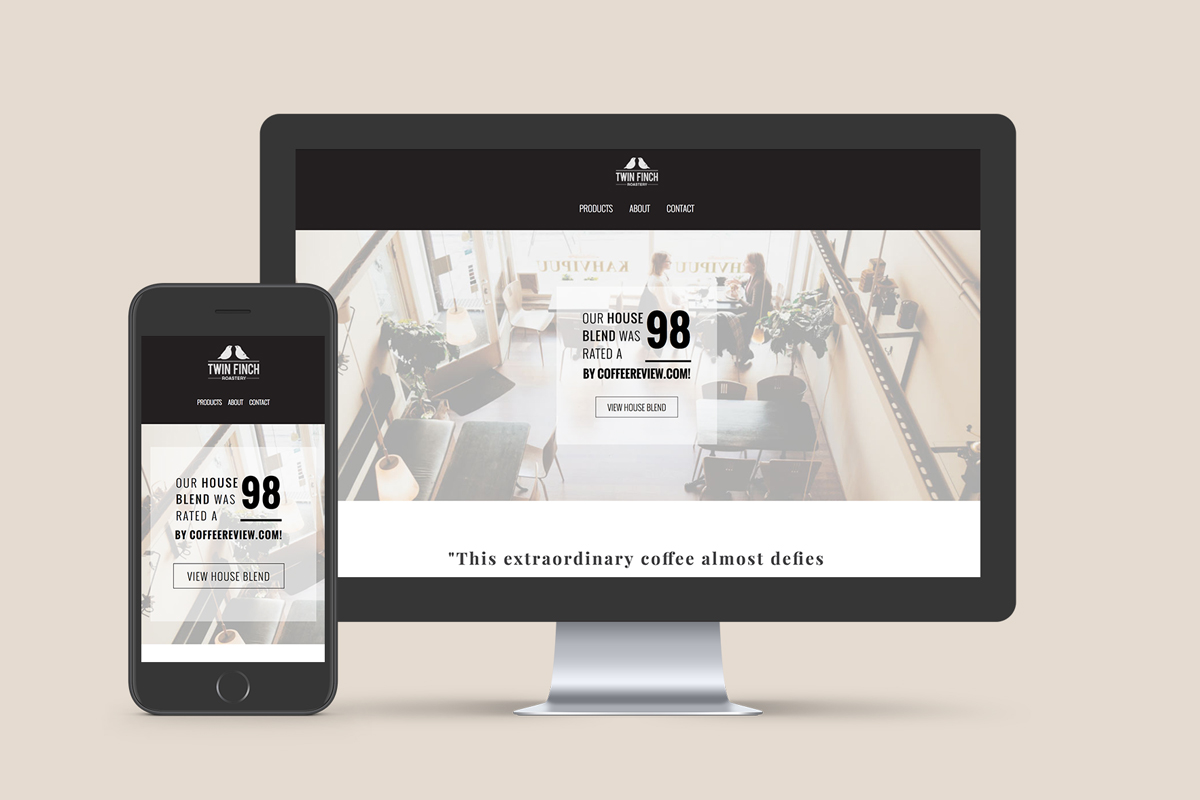 TWIN FINCH
ROASTERY
PRODUCTS ABOUT CONTACT
KAHVIPUU KAHVIPUU
OUR HOUSE
BLEND WAS
RATED A
98
BY COFFEEREVIEW.COM!
VIEW HOUSE BLEND
"This extraordinary coffee almost defies
TWIN FINCH
ROASTERY
PRODUCTS ABOUT CONTACT
OUR HOUSE
BLEND WAS
RATED A
98
BY COFFEEREVIEW.COM!
VIEW HOUSE BLEND